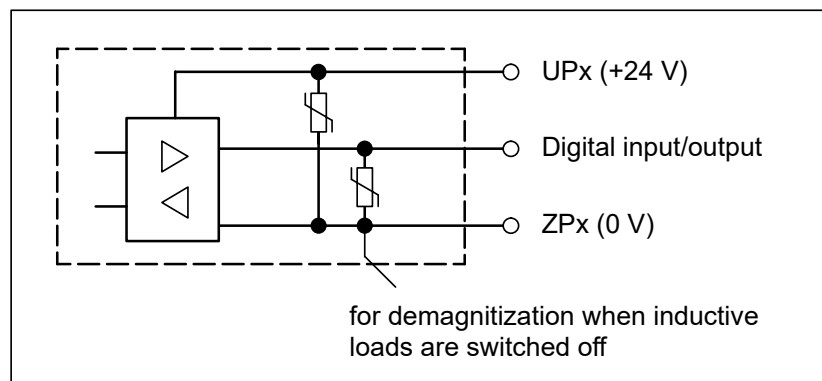 UPx (+24 V)
Digital input/output
ZPx (0 V)
for demagnitization when inductive
loads are switched off